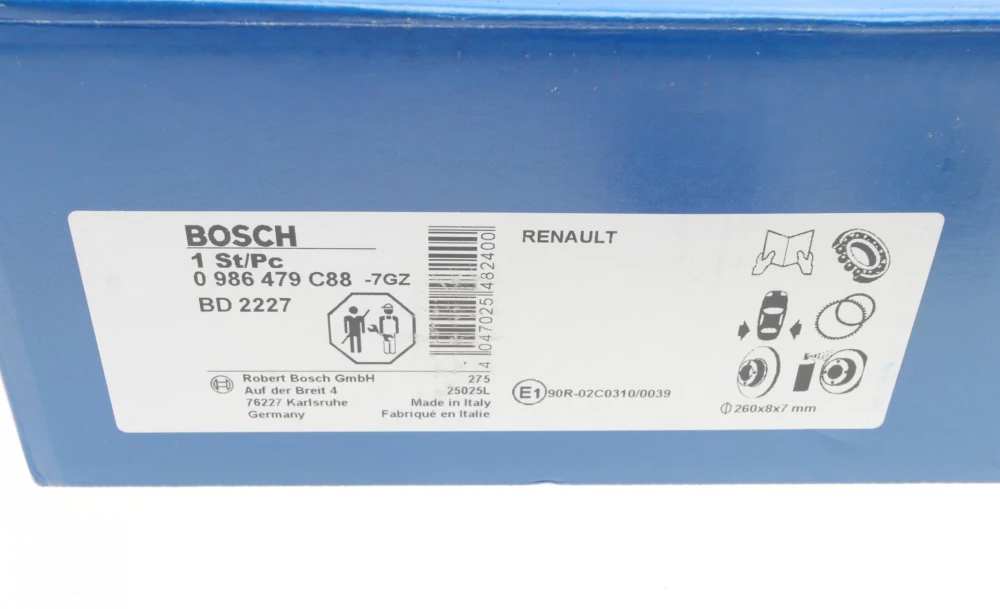 BOSCH
1 St/Pc
0 986 479 C88 -7GZ
BD 2227
4 047025 482400
RENAULT
Robert Bosch GmbH
Auf der Breit 4
76227 Karlsruhe
Germany
275
25025L
Made in Italy
Fabriqué en Italie
E1 90R-02C0310/0039
∅ 260x8x7 mm